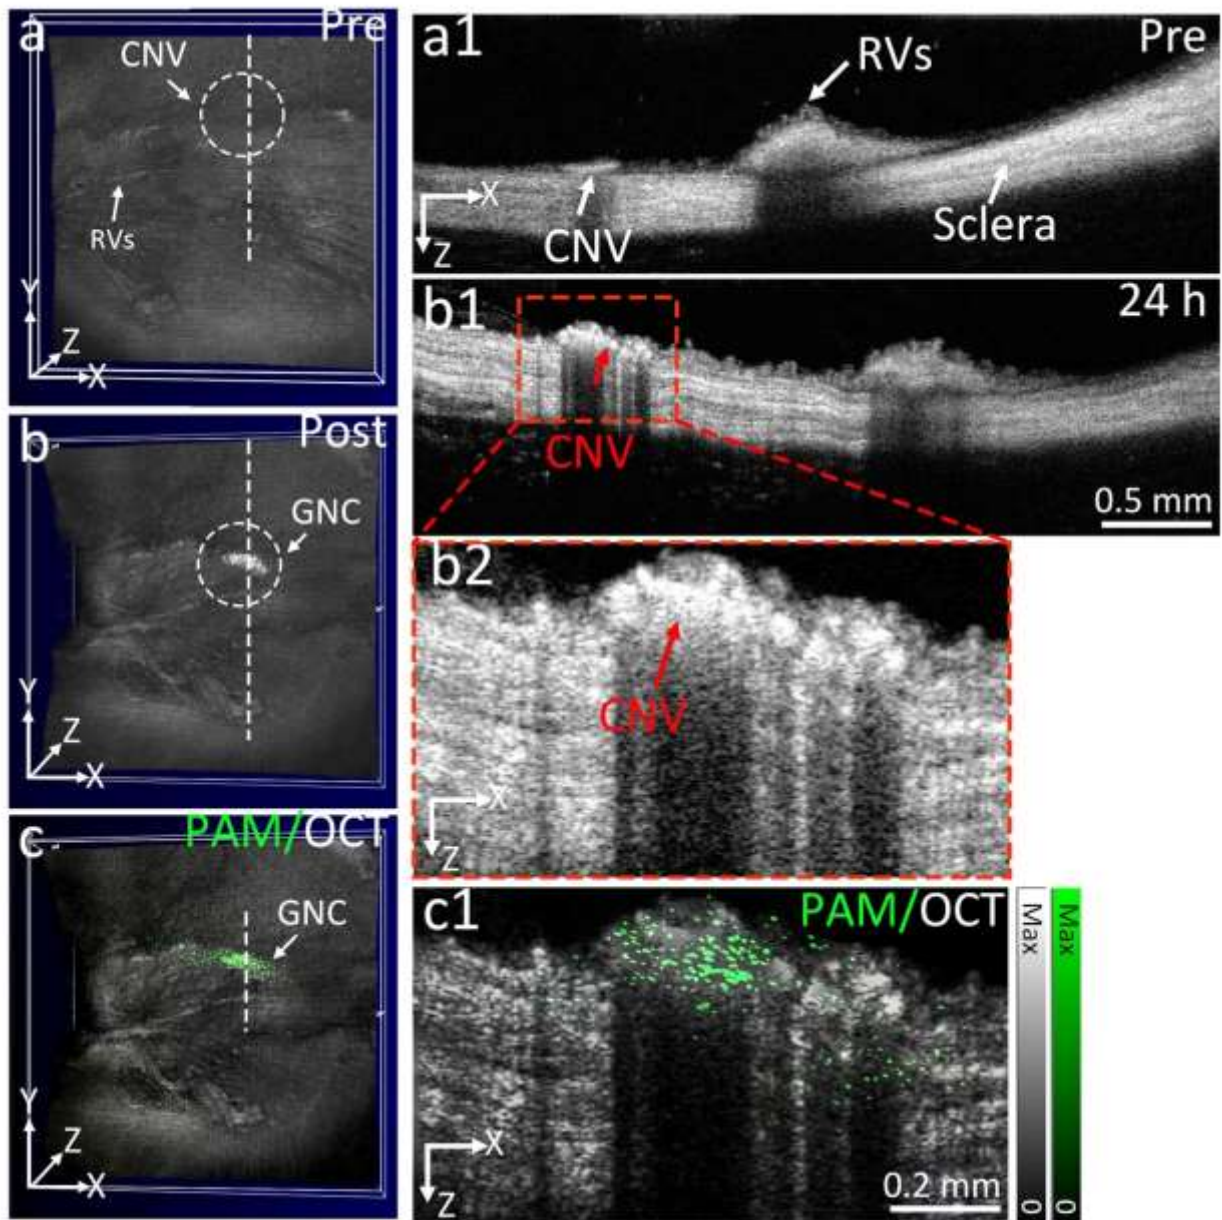 a
Pre
CNV
RVs
Y
Z
X
a1
Pre
RVs
X
CNV
Sclera
Z
b
Post
GNC
Y
Z
X
b1
24 h
CNV
0.5 mm
b2
CNV
X
Z
c
PAM/OCT
GNC
Y
Z
X
c1
PAM/OCT
X
Z
0.2 mm
Max
0
Max
0